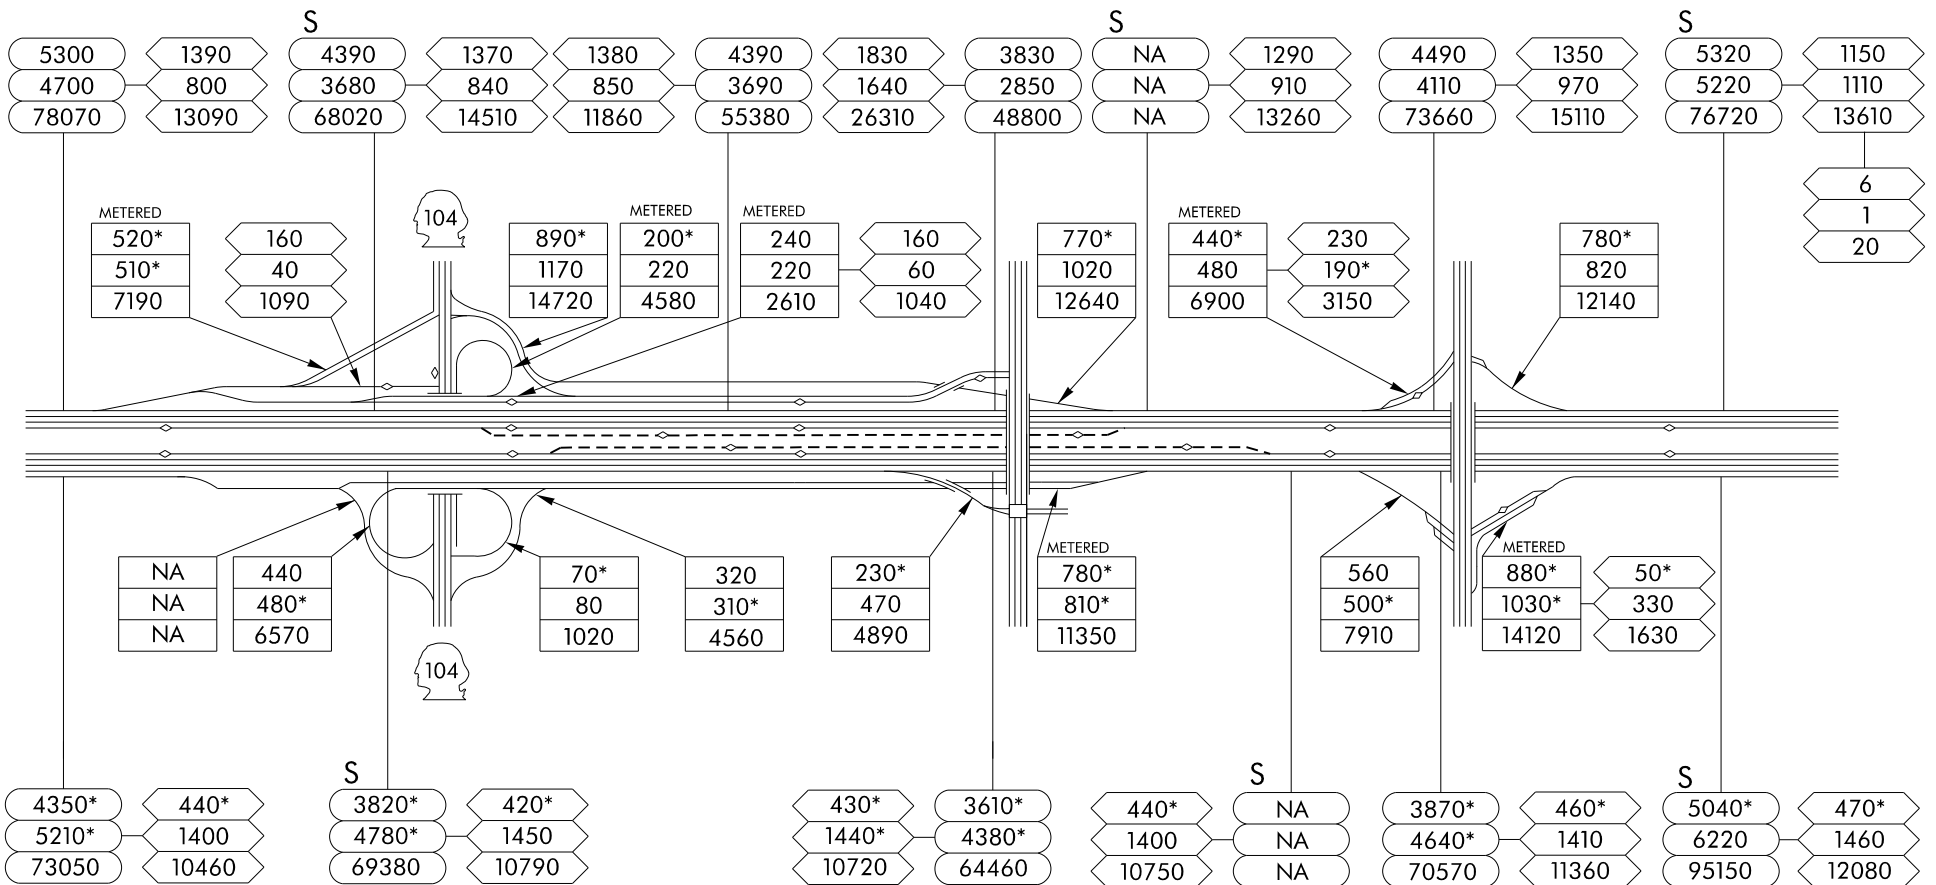 S S S
5300 1390 4390 1370 1380 4390 1830 3830 NA 1290 4490 1350 5320 1150
4700 800 3680 840 850 3690 1640 2850 NA 910 4110 970 5220 1110
78070 13090 68020 14510 11860 55380 26310 48800 NA 13260 73660 15110 76720 13610
6
1
20
METERED 104 METERED METERED METERED
520* 160 890* 200* 240 160 770* 440* 230 780*
510* 40 1170 220 220 60 1020 480 190* 820
7190 1090 14720 4580 2610 1040 12640 6900 3150 12140
METERED METERED
NA 440 70* 320 230* 780* 560 880* 50*
NA 480* 80 310* 470 810* 500* 1030* 330
NA 6570 1020 4560 4890 11350 7910 14120 1630
104
S S S
4350* 440* 3820* 420* 430* 3610* 440* NA 3870* 460* 5040* 470*
5210* 1400 4780* 1450 1440* 4380* 1400 NA 4640* 1410 6220 1460
73050 10460 69380 10790 10720 64460 10750 NA 70570 11360 95150 12080